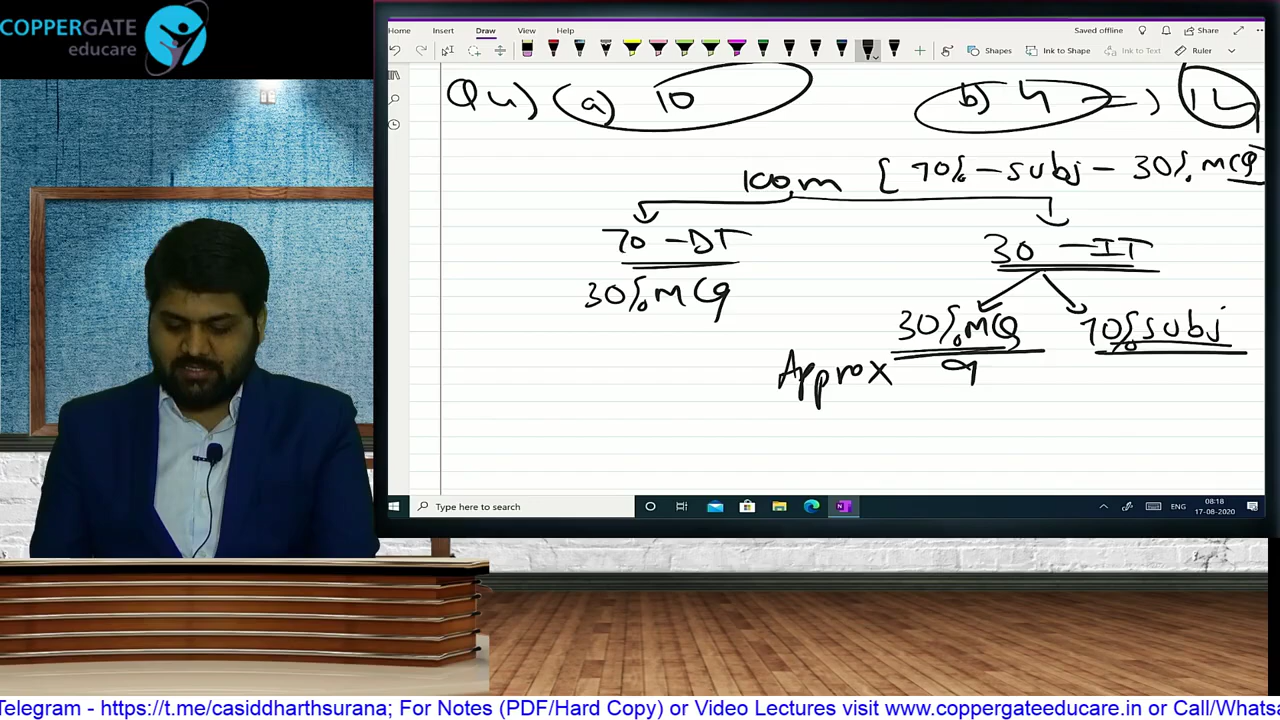 COPPERGATE
educare
Home Insert Draw View Help
Saved offline
Share
Shapes
Ink to Shape
Ink to Text
Ruler
Q4) (a) 10 b) 4 => 14
100m [70% - subj - 30% MCQ
70 - DT
30 - IT
30% MCQ
30% MCQ
70% subj
Approx 9
Type here to search
ENG
08:18
17-08-2020
Telegram - https://t.me/casiddharthsurana; For Notes (PDF/Hard Copy) or Video Lectures visit www.coppergateeducare.in or Call/Whatsa